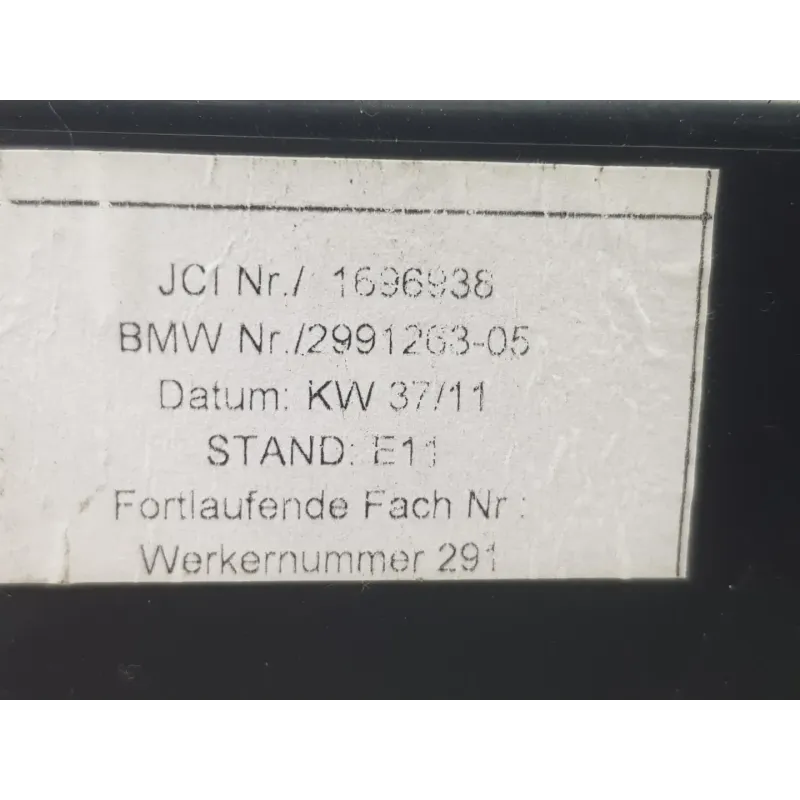 JCI Nr./ 1696938
BMW Nr./2991263-05
Datum: KW 37/11
STAND: E11
Fortlaufende Fach Nr :
Werkernummer 291